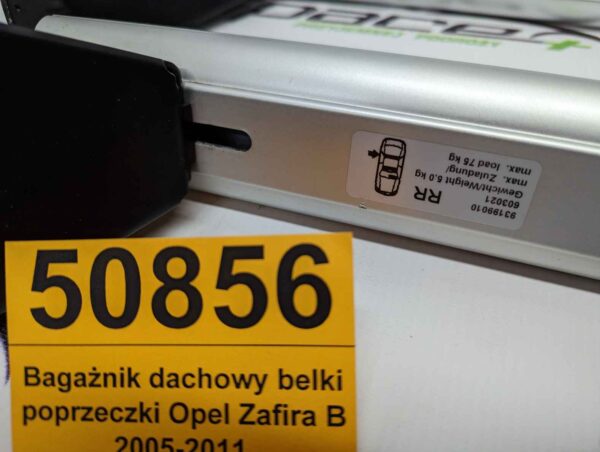 93199010
603021
RR
Gewicht/Weight 5.0 kg
max. Zuladung/
max. load 75 kg
50856
Bagażnik dachowy belki
poprzeczki Opel Zafira B
2005-2011